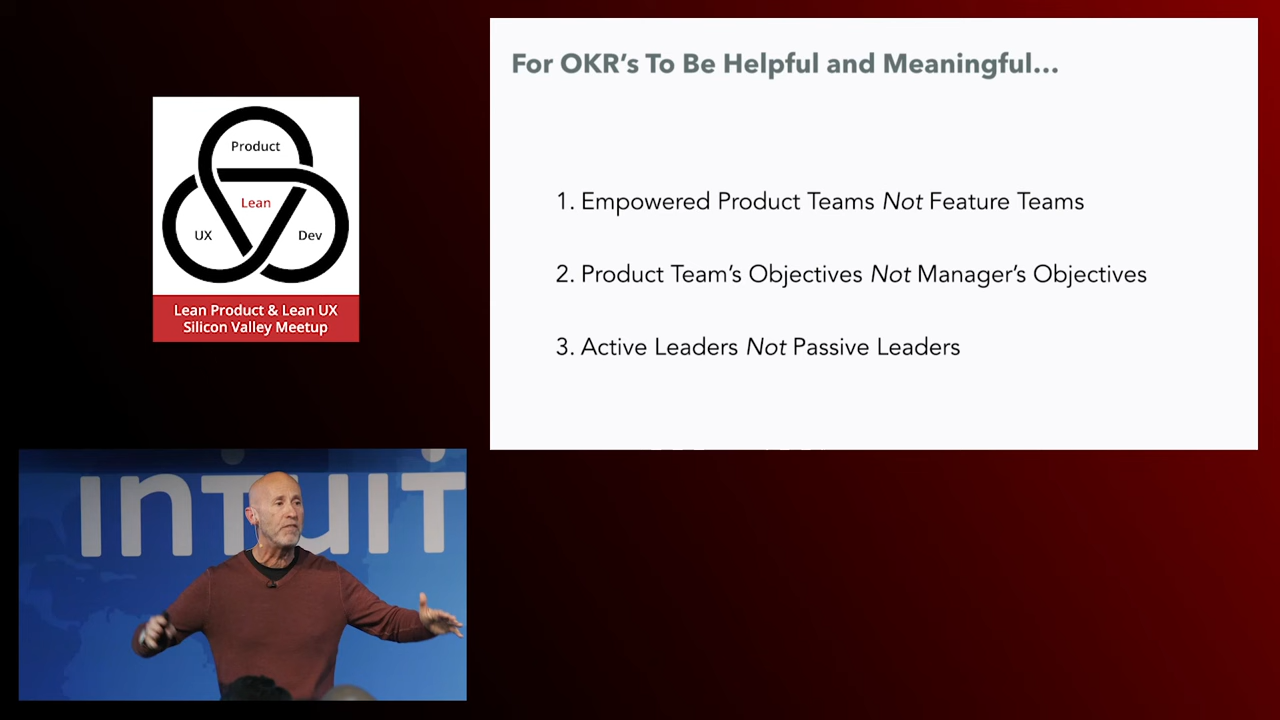 Product
Lean
UX
Dev
Lean Product & Lean UX
Silicon Valley Meetup
For OKR's To Be Helpful and Meaningful...
1. Empowered Product Teams Not Feature Teams
2. Product Team's Objectives Not Manager's Objectives
3. Active Leaders Not Passive Leaders
intuit